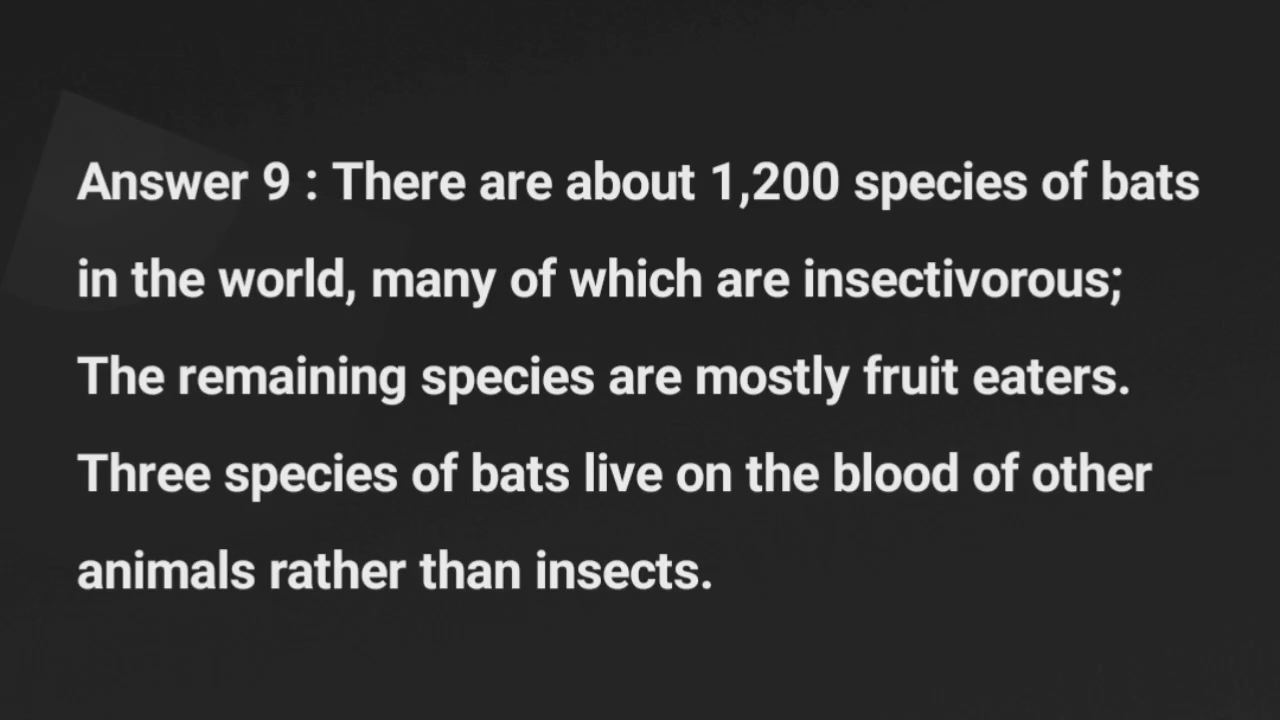 Answer 9 : There are about 1,200 species of bats
in the world, many of which are insectivorous;
The remaining species are mostly fruit eaters.
Three species of bats live on the blood of other
animals rather than insects.